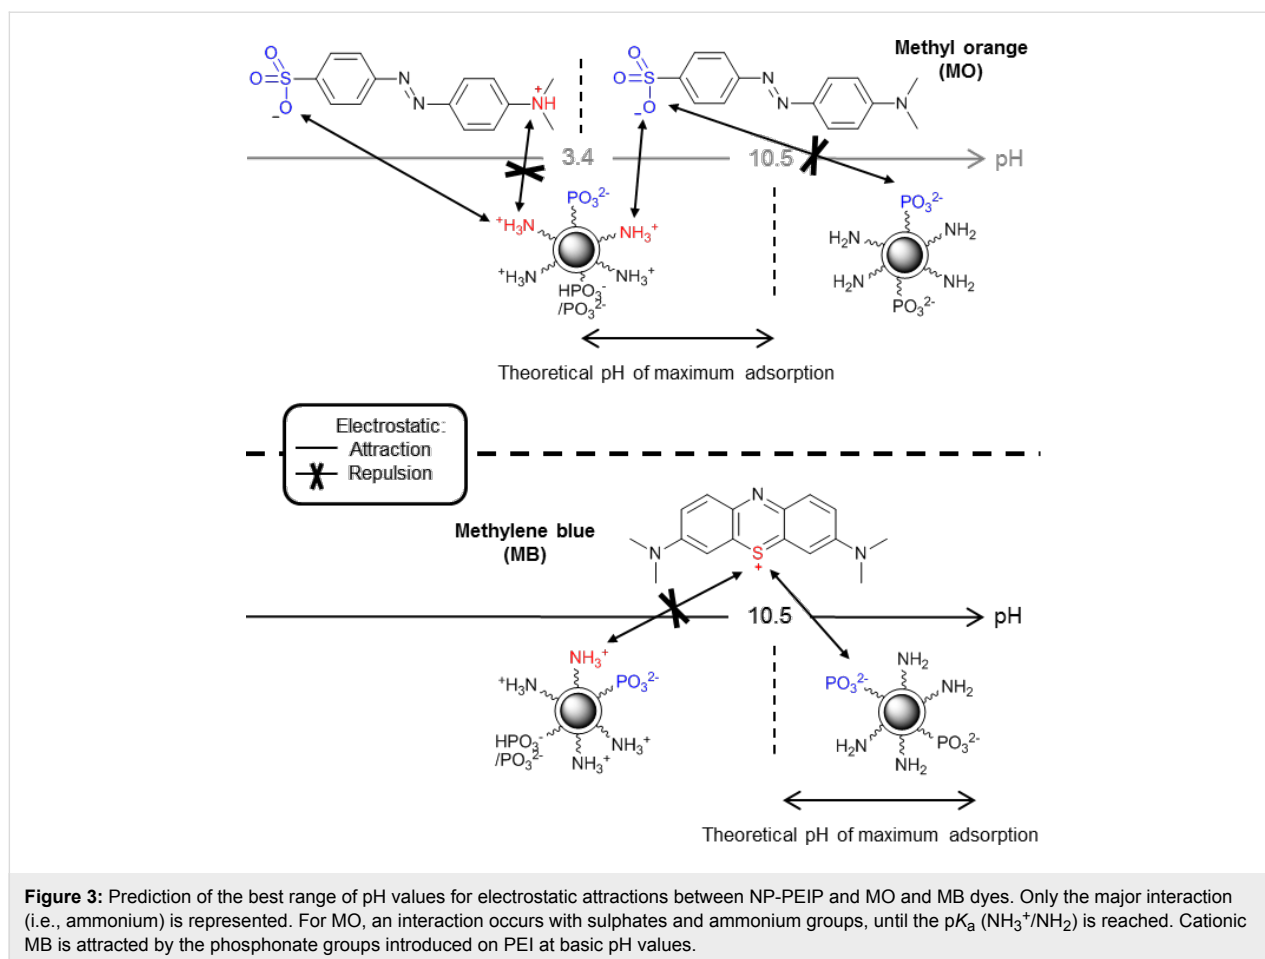 Methyl orange
(MO)
O
O
S
O
−
N
N
+
NH
O
O
S
O
−
N
N
N
3.4
10.5
pH
PO₃²⁻
⁺H₃N
NH₃⁺
⁺H₃N
NH₃⁺
HPO₃⁻
/PO₃²⁻
PO₃²⁻
H₂N
NH₂
H₂N
NH₂
PO₃²⁻
Theoretical pH of maximum adsorption
Electrostatic:
Attraction
Repulsion
Methylene blue
(MB)
N
N
S
+
N
10.5
pH
NH₃⁺
⁺H₃N
PO₃²⁻
HPO₃⁻
/PO₃²⁻
NH₃⁺
NH₃⁺
NH₂
PO₃²⁻
NH₂
H₂N
PO₃²⁻
NH₂
Theoretical pH of maximum adsorption
Figure 3: Prediction of the best range of pH values for electrostatic attractions between NP-PEIP and MO and MB dyes. Only the major interaction
(i.e., ammonium) is represented. For MO, an interaction occurs with sulphates and ammonium groups, until the pKₐ (NH₃⁺/NH₂) is reached. Cationic
MB is attracted by the phosphonate groups introduced on PEI at basic pH values.